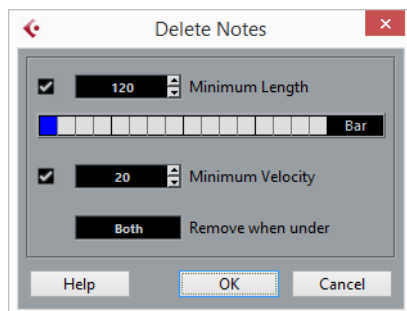 Delete Notes
120 Minimum Length
Bar
20 Minimum Velocity
Both Remove when under
Help OK Cancel